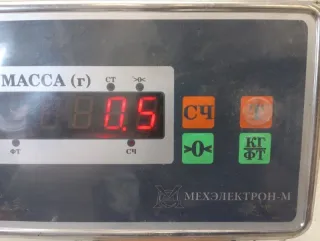 МАССА (г)
СТ >0<
0.5
СЧ
>0<
КГ
ФТ
ФТ
СЧ
МЕХЭЛЕКТРОН-М